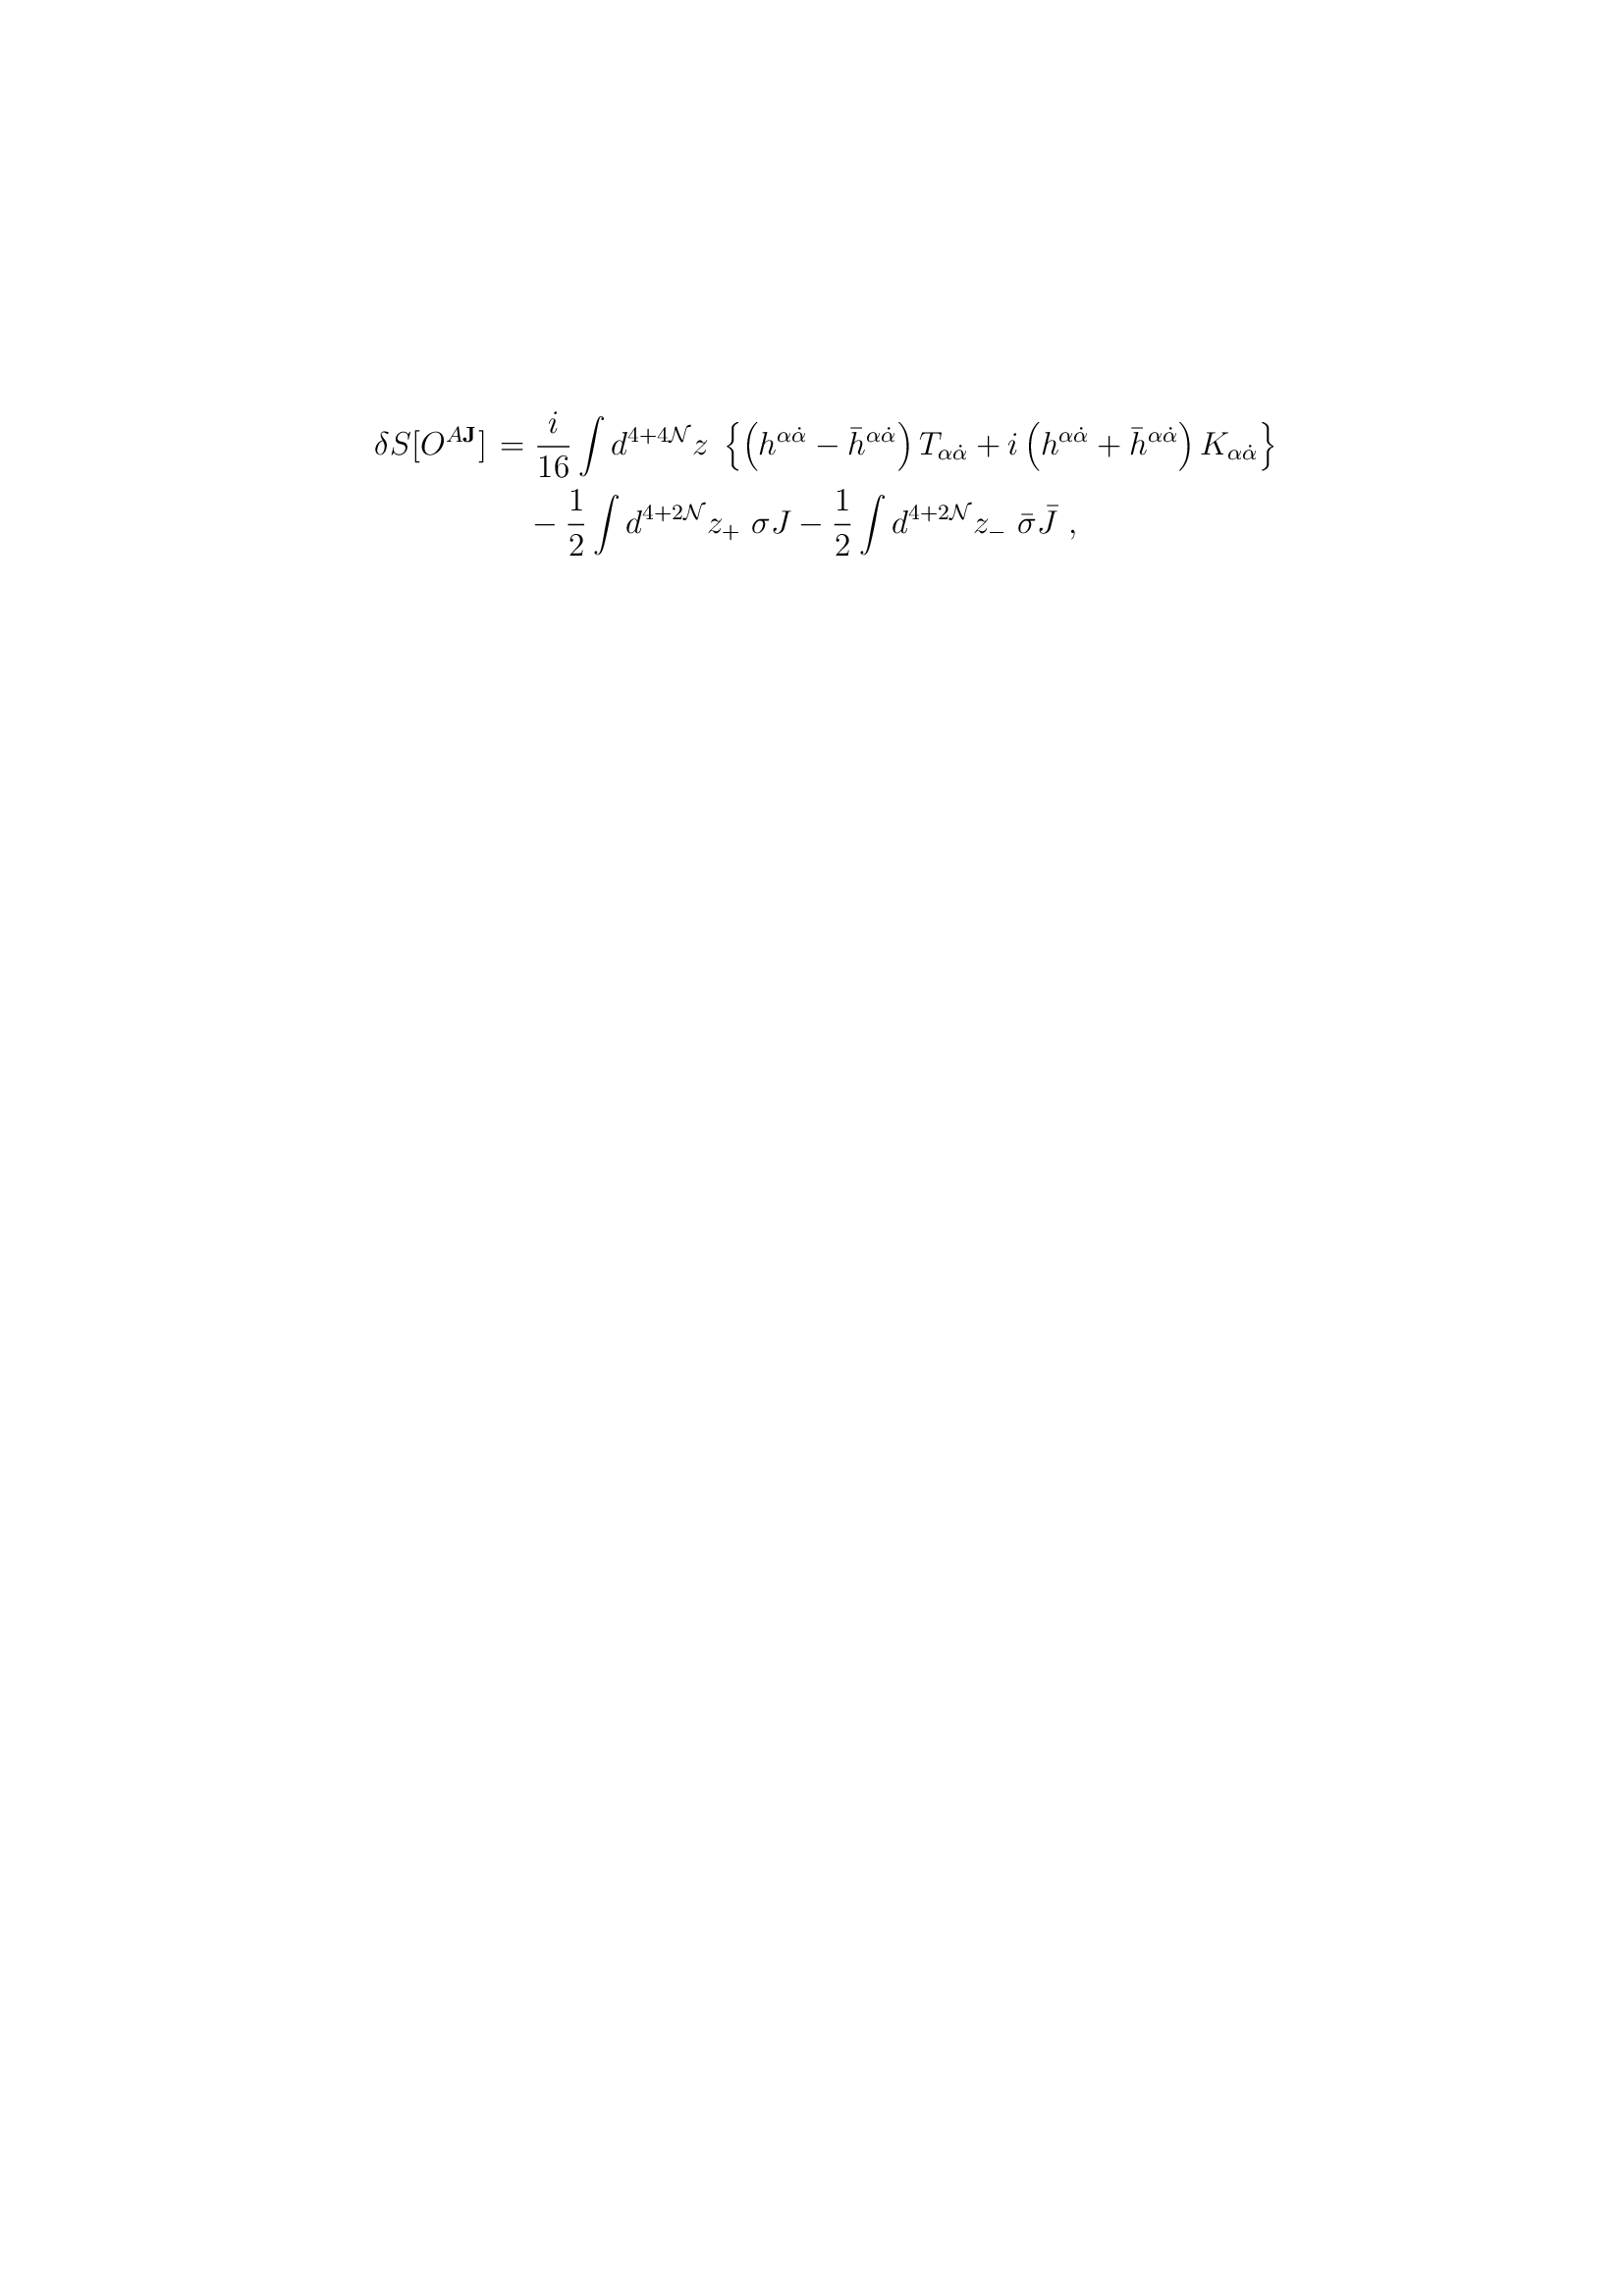 \delta S[O^{A\mathbf{J}}] = \frac{i}{16} \int d^{4+4\mathcal{N}} z \ \left\{ \left( h^{\alpha\dot{\alpha}} - \bar{h}^{\alpha\dot{\alpha}} \right) T_{\alpha\dot{\alpha}} + i \left( h^{\alpha\dot{\alpha}} + \bar{h}^{\alpha\dot{\alpha}} \right) K_{\alpha\dot{\alpha}} \right\}
- \frac{1}{2} \int d^{4+2\mathcal{N}} z_+ \ \sigma J - \frac{1}{2} \int d^{4+2\mathcal{N}} z_- \ \bar{\sigma} \bar{J} \ ,